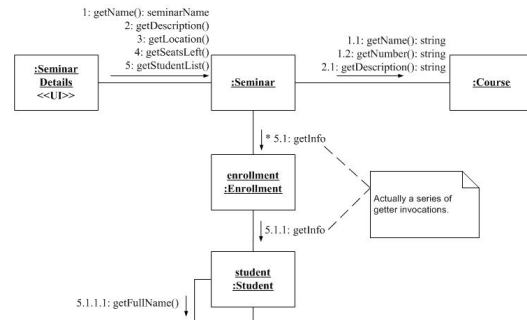 1: getName(): seminarName
2: getDescription()
3: getLocation()
4: getSeatsLeft()
5: getStudentList()
1.1: getName(): string
1.2: getNumber(): string
2.1: getDescription(): string
:Seminar
Details
<<UI>>
:Seminar
:Course
* 5.1: getInfo
enrollment
:Enrollment
Actually a series of
getter invocations.
5.1.1: getInfo
student
:Student
5.1.1.1: getFullName()